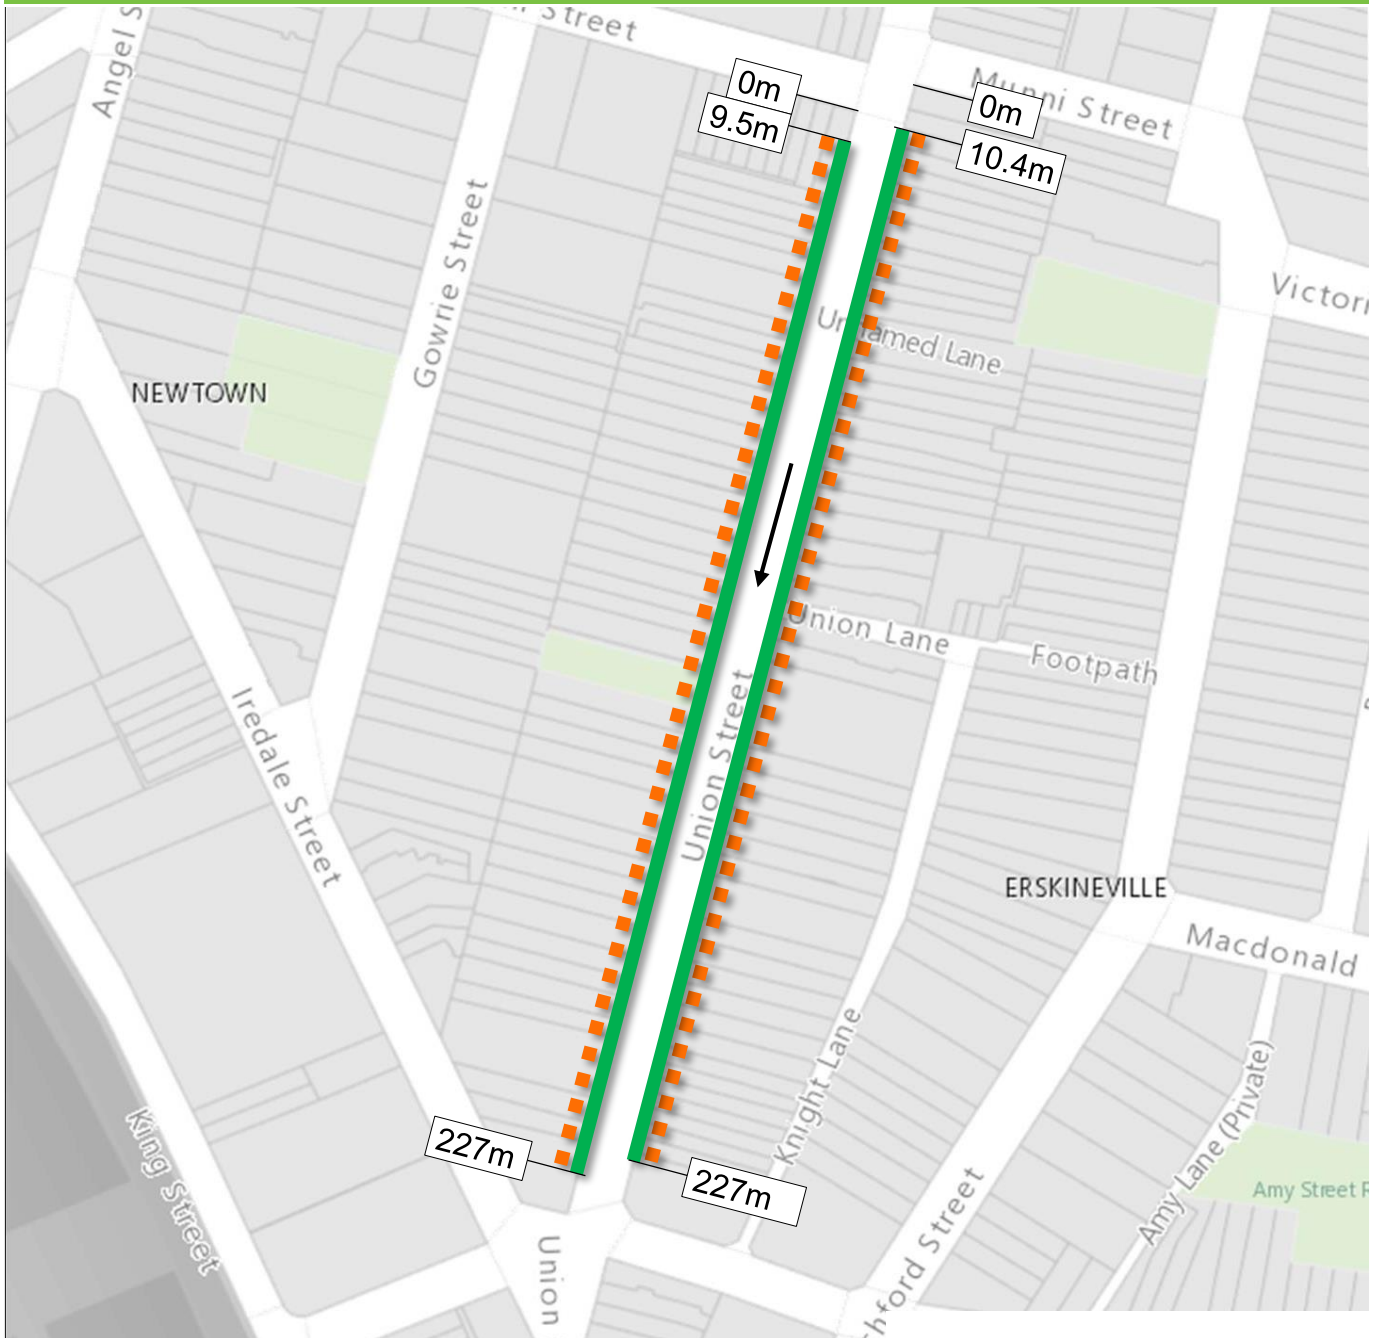 Street
Angel S
Munni Street
0m
0m
9.5m
10.4m
Gowrie Street
Victori
Unnamed Lane
NEWTOWN
Union Lane
Footpath
Union Street
Iredale Street
ERSKINEVILLE
Macdonald
Knight Lane
Amy Lane (Private)
King Street
227m
227m
Amy Street R
Union
hford Street